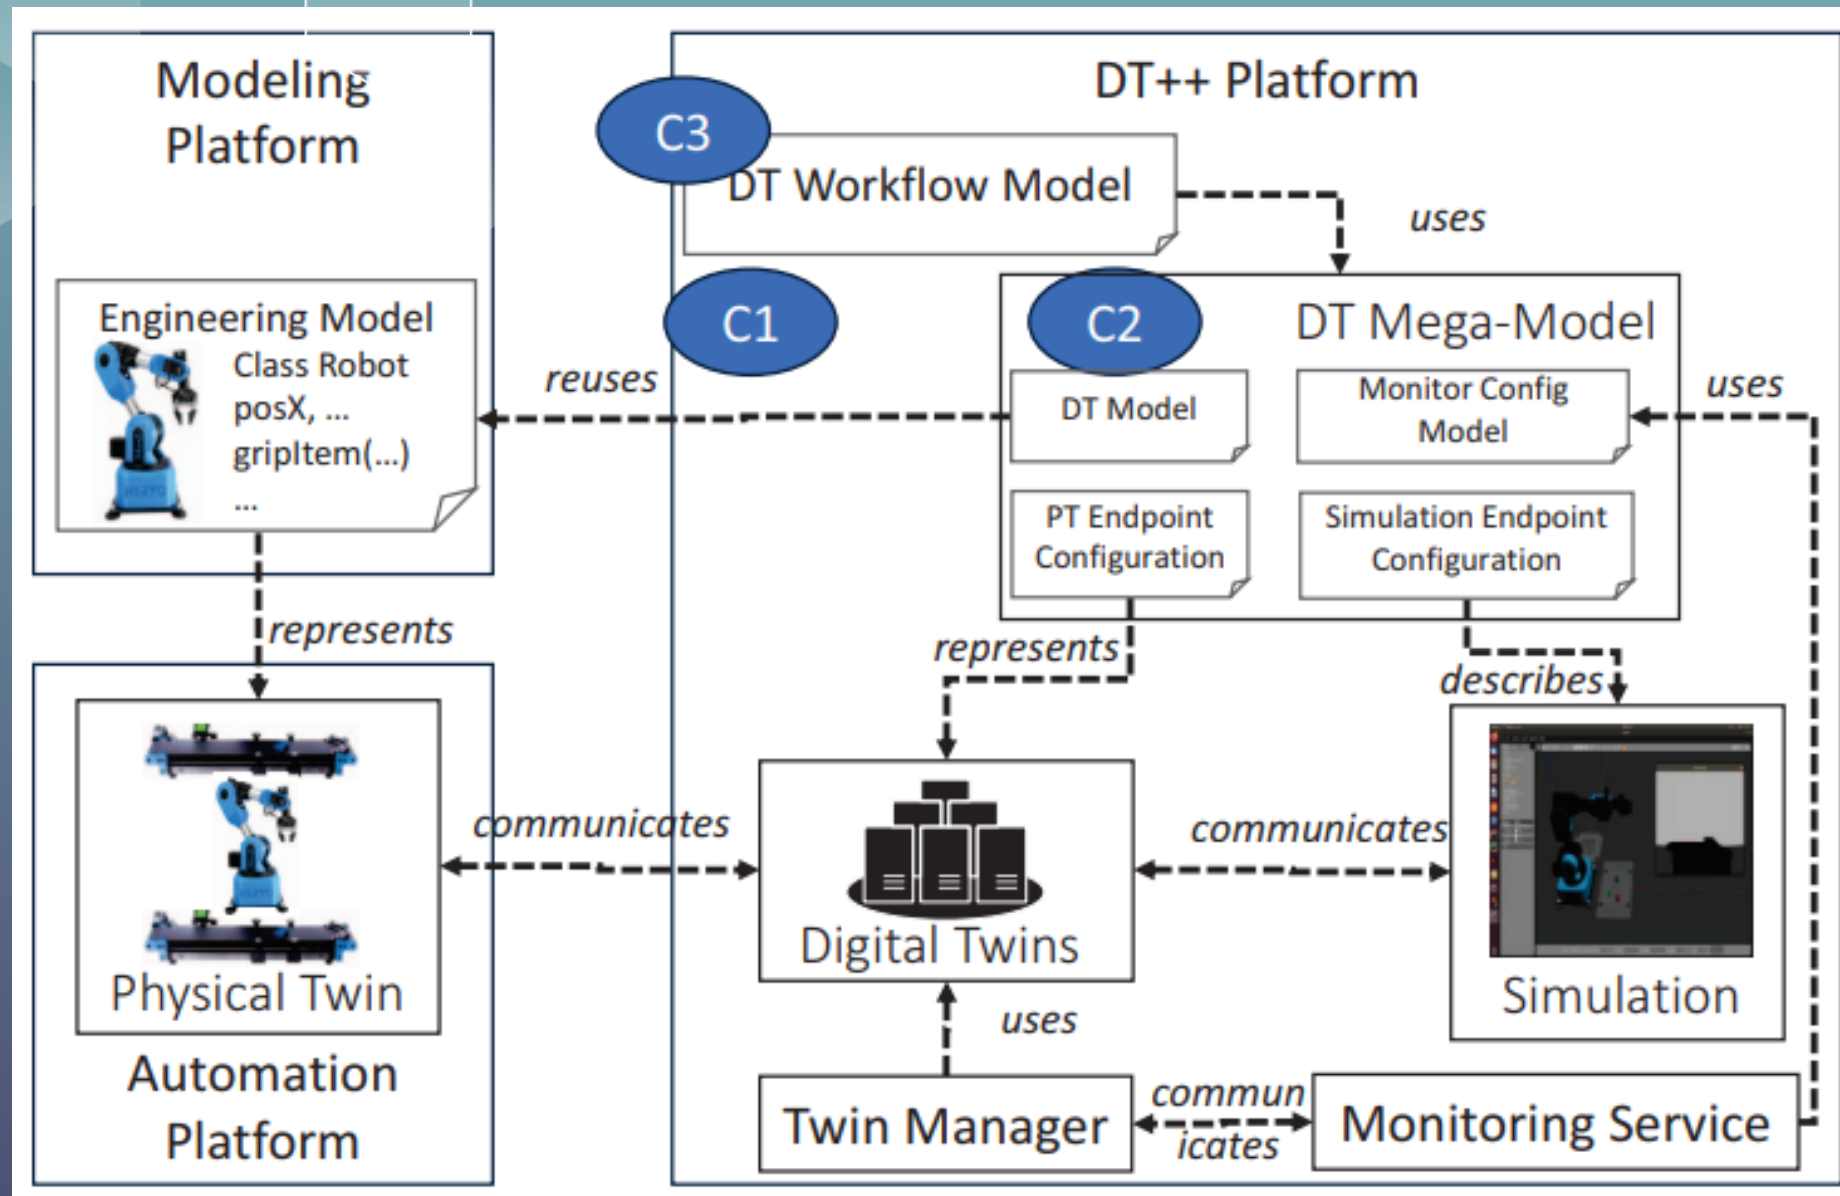 Modeling
Platform
Engineering Model
Class Robot
posX, ...
gripItem(...)
...
represents
Physical Twin
Automation
Platform
DT++ Platform
C3
DT Workflow Model
uses
C1
C2
DT Mega-Model
reuses
DT Model
Monitor Config
Model
uses
PT Endpoint
Configuration
Simulation Endpoint
Configuration
represents
describes
communicates
communicates
Digital Twins
Simulation
uses
Twin Manager
commun
icates
Monitoring Service